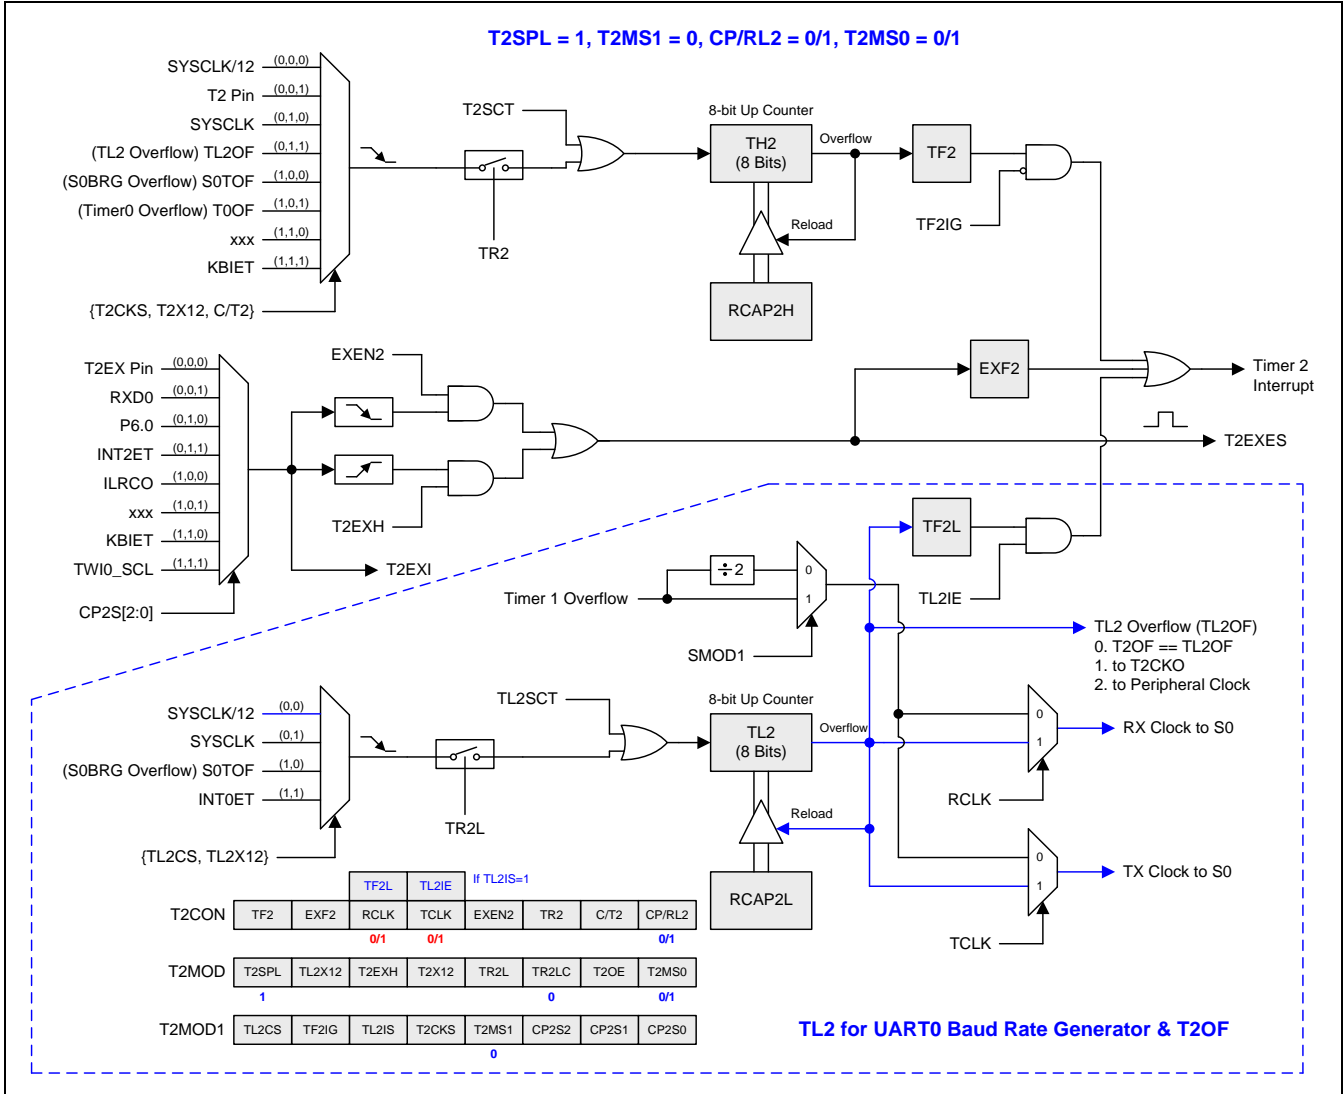 T2SPL = 1, T2MS1 = 0, CP/RL2 = 0/1, T2MS0 = 0/1
SYSCLK/12 (0,0,0)
T2 Pin (0,0,1)
SYSCLK (0,1,0)
(TL2 Overflow) TL2OF (0,1,1)
(S0BRG Overflow) S0TOF (1,0,0)
(Timer0 Overflow) T0OF (1,0,1)
xxx (1,1,0)
KBIET (1,1,1)
{T2CKS, T2X12, C/T2}
T2SCT
TR2
8-bit Up Counter
TH2
(8 Bits)
Overflow
Reload
RCAP2H
TF2
TF2IG
T2EX Pin (0,0,0)
RXD0 (0,0,1)
P6.0 (0,1,0)
INT2ET (0,1,1)
ILRCO (1,0,0)
xxx (1,0,1)
KBIET (1,1,0)
TWI0_SCL (1,1,1)
CP2S[2:0]
EXEN2
T2EXH
T2EXI
EXF2
Timer 2
Interrupt
T2EXES
TF2L
TL2IE
Timer 1 Overflow
÷2
0
1
SMOD1
TL2 Overflow (TL2OF)
0. T2OF == TL2OF
1. to T2CKO
2. to Peripheral Clock
SYSCLK/12 (0,0)
SYSCLK (0,1)
(S0BRG Overflow) S0TOF (1,0)
INT0ET (1,1)
{TL2CS, TL2X12}
TL2SCT
TR2L
8-bit Up Counter
TL2
(8 Bits)
Overflow
Reload
RCAP2L
0
1
RX Clock to S0
RCLK
0
1
TX Clock to S0
TCLK
TF2L TL2IE If TL2IS=1
T2CON TF2 EXF2 RCLK TCLK EXEN2 TR2 C/T2 CP/RL2
0/1 0/1 0/1
T2MOD T2SPL TL2X12 T2EXH T2X12 TR2L TR2LC T2OE T2MS0
1 0 0/1
T2MOD1 TL2CS TF2IG TL2IS T2CKS T2MS1 CP2S2 CP2S1 CP2S0
0
TL2 for UART0 Baud Rate Generator & T2OF